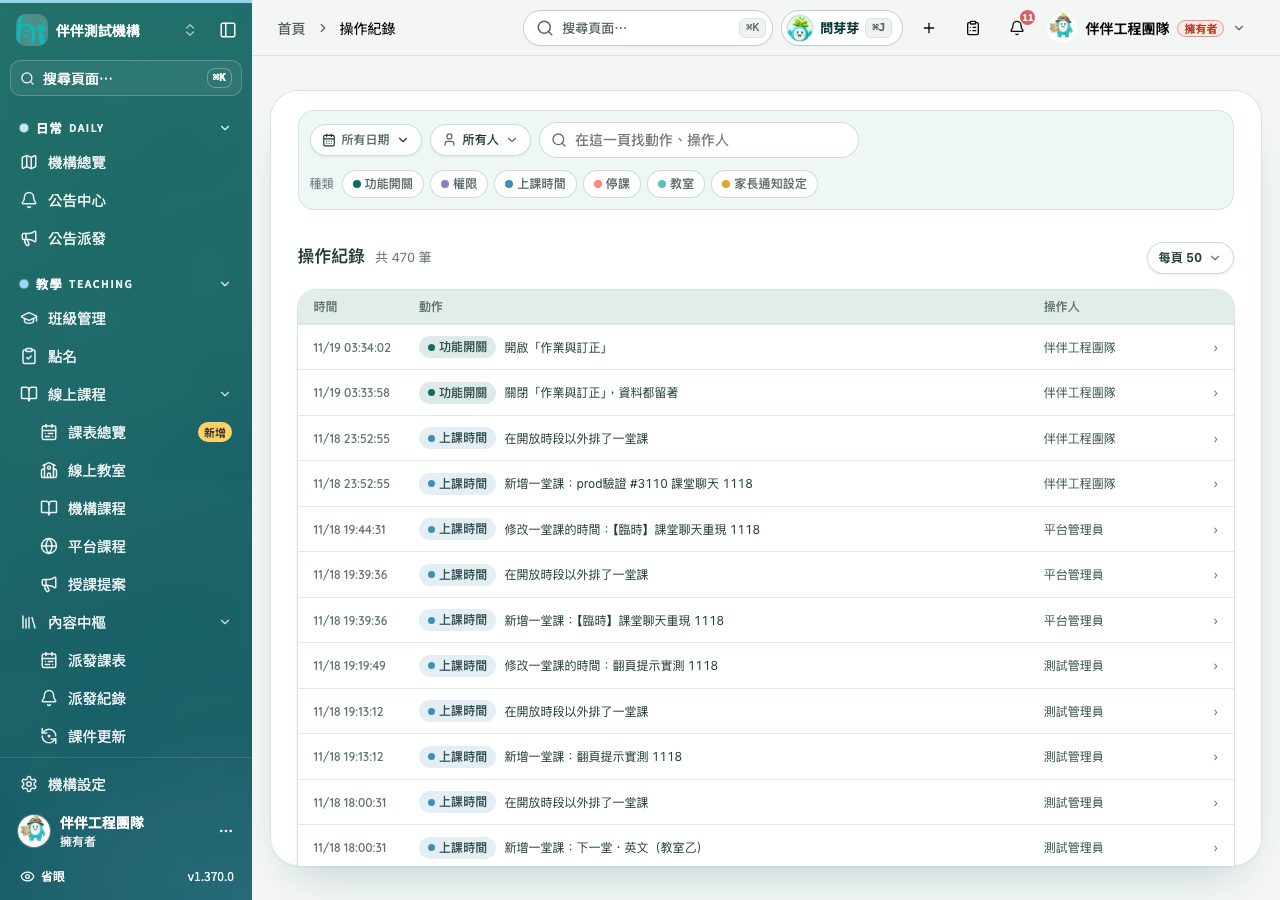 伴伴測試機構
搜尋頁面… ⌘K
日常 DAILY
機構總覽
公告中心
公告派發
教學 TEACHING
班級管理
點名
線上課程
課表總覽 新增
線上教室
機構課程
平台課程
授課提案
內容中樞
派發課表
派發紀錄
課件更新
機構設定
伴伴工程團隊
擁有者
省眼 v1.370.0
首頁 操作紀錄 搜尋頁面… ⌘K 問芽芽 ⌘J 11 伴伴工程團隊 擁有者
所有日期 所有人 在這一頁找動作、操作人
種類 功能開關 權限 上課時間 停課 教室 家長通知設定
操作紀錄 共 470 筆 每頁 50
時間 動作 操作人
11/19 03:34:02 功能開關 開啟「作業與訂正」 伴伴工程團隊 ›
11/19 03:33:58 功能開關 關閉「作業與訂正」，資料都留著 伴伴工程團隊 ›
11/18 23:52:55 上課時間 在開放時段以外排了一堂課 伴伴工程團隊 ›
11/18 23:52:55 上課時間 新增一堂課：prod驗證 #3110 課堂聊天 1118 伴伴工程團隊 ›
11/18 19:44:31 上課時間 修改一堂課的時間：【臨時】課堂聊天重現 1118 平台管理員 ›
11/18 19:39:36 上課時間 在開放時段以外排了一堂課 平台管理員 ›
11/18 19:39:36 上課時間 新增一堂課：【臨時】課堂聊天重現 1118 平台管理員 ›
11/18 19:19:49 上課時間 修改一堂課的時間：翻頁提示實測 1118 測試管理員 ›
11/18 19:13:12 上課時間 在開放時段以外排了一堂課 測試管理員 ›
11/18 19:13:12 上課時間 新增一堂課：翻頁提示實測 1118 測試管理員 ›
11/18 18:00:31 上課時間 在開放時段以外排了一堂課 測試管理員 ›
11/18 18:00:31 上課時間 新增一堂課：下一堂・英文（教室乙） 測試管理員 ›